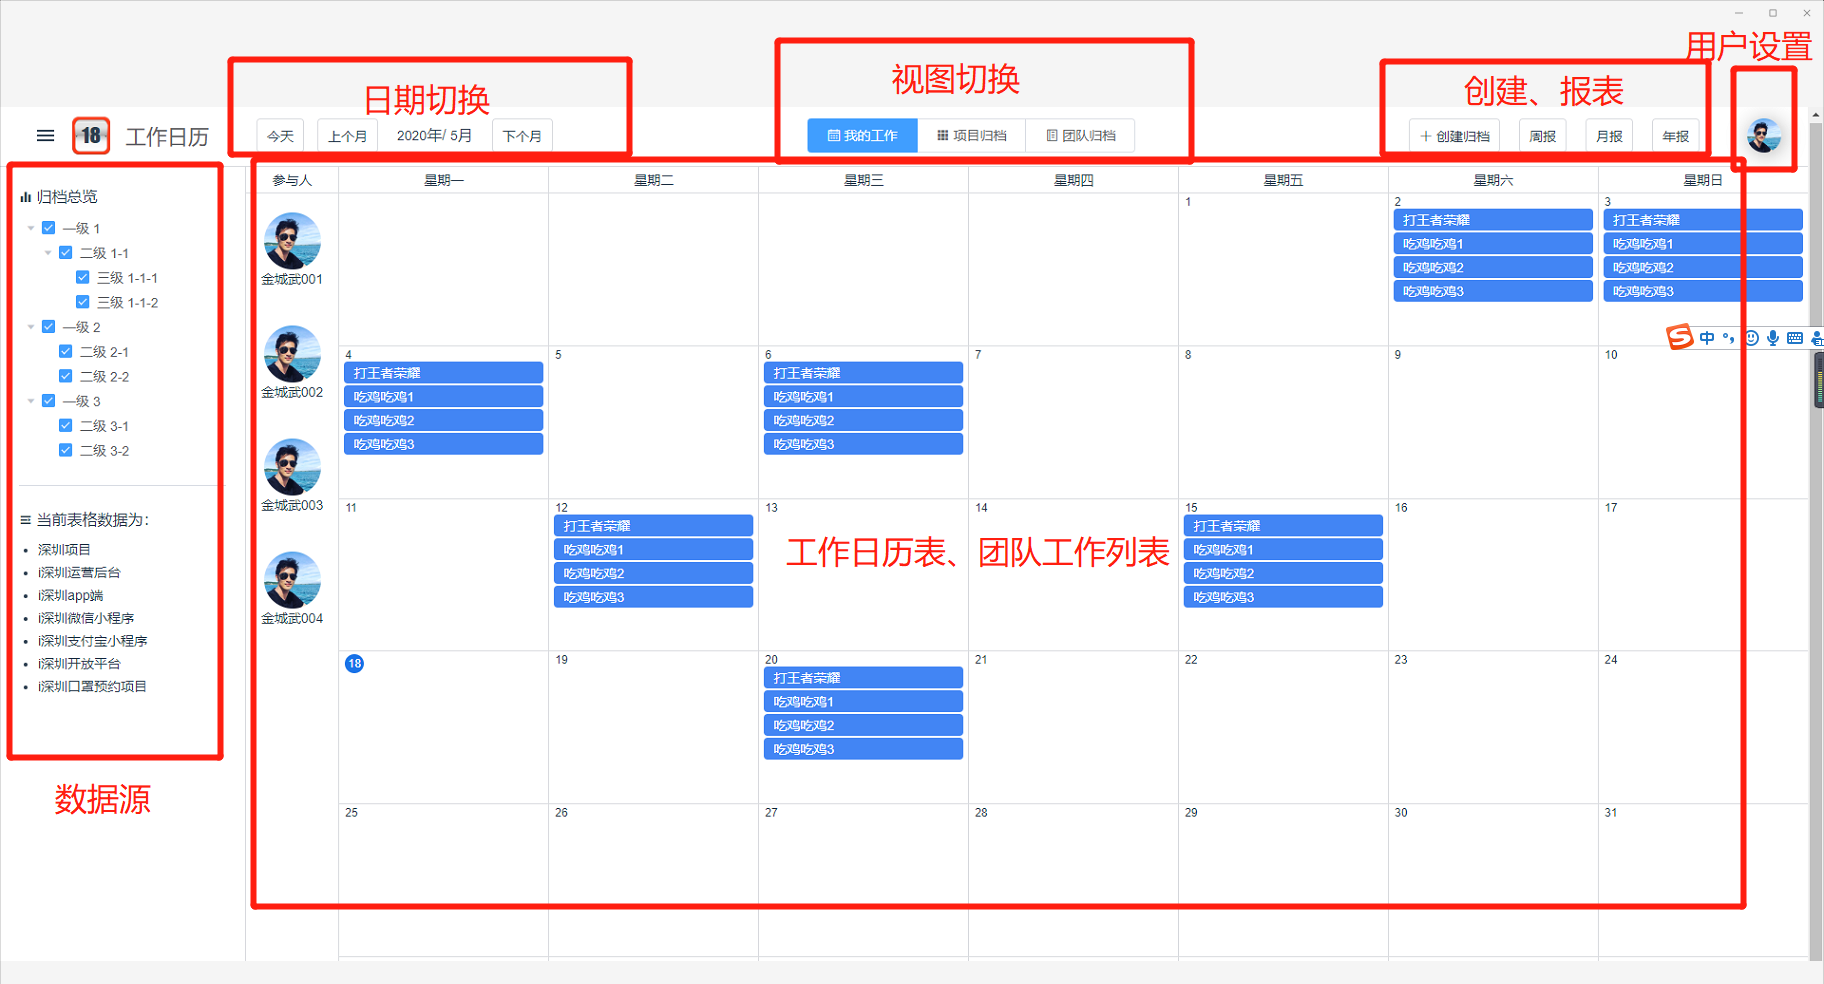 用户设置
日期切换
视图切换
创建、报表
18 工作日历
今天 上个月 2020年/ 5月 下个月
我的工作 项目归档 团队归档
创建归档 周报 月报 年报
归档总览
一级 1
二级 1-1
三级 1-1-1
三级 1-1-2
一级 2
二级 2-1
二级 2-2
一级 3
二级 3-1
二级 3-2
当前表格数据为:
深圳项目
i深圳运营后台
i深圳app端
i深圳微信小程序
i深圳支付宝小程序
i深圳开放平台
i深圳口罩预约项目
数据源
参与人 星期一 星期二 星期三 星期四 星期五 星期六 星期日
金城武001
金城武002
金城武003
金城武004
1
2
打王者荣耀
吃鸡吃鸡1
吃鸡吃鸡2
吃鸡吃鸡3
3
打王者荣耀
吃鸡吃鸡1
吃鸡吃鸡2
吃鸡吃鸡3
中
4
打王者荣耀
吃鸡吃鸡1
吃鸡吃鸡2
吃鸡吃鸡3
5
6
打王者荣耀
吃鸡吃鸡1
吃鸡吃鸡2
吃鸡吃鸡3
7
8
9
10
11
12
打王者荣耀
吃鸡吃鸡1
吃鸡吃鸡2
吃鸡吃鸡3
13
14
工作日历表、团队工作列表
15
打王者荣耀
吃鸡吃鸡1
吃鸡吃鸡2
吃鸡吃鸡3
16
17
18
19
20
打王者荣耀
吃鸡吃鸡1
吃鸡吃鸡2
吃鸡吃鸡3
21
22
23
24
25
26
27
28
29
30
31